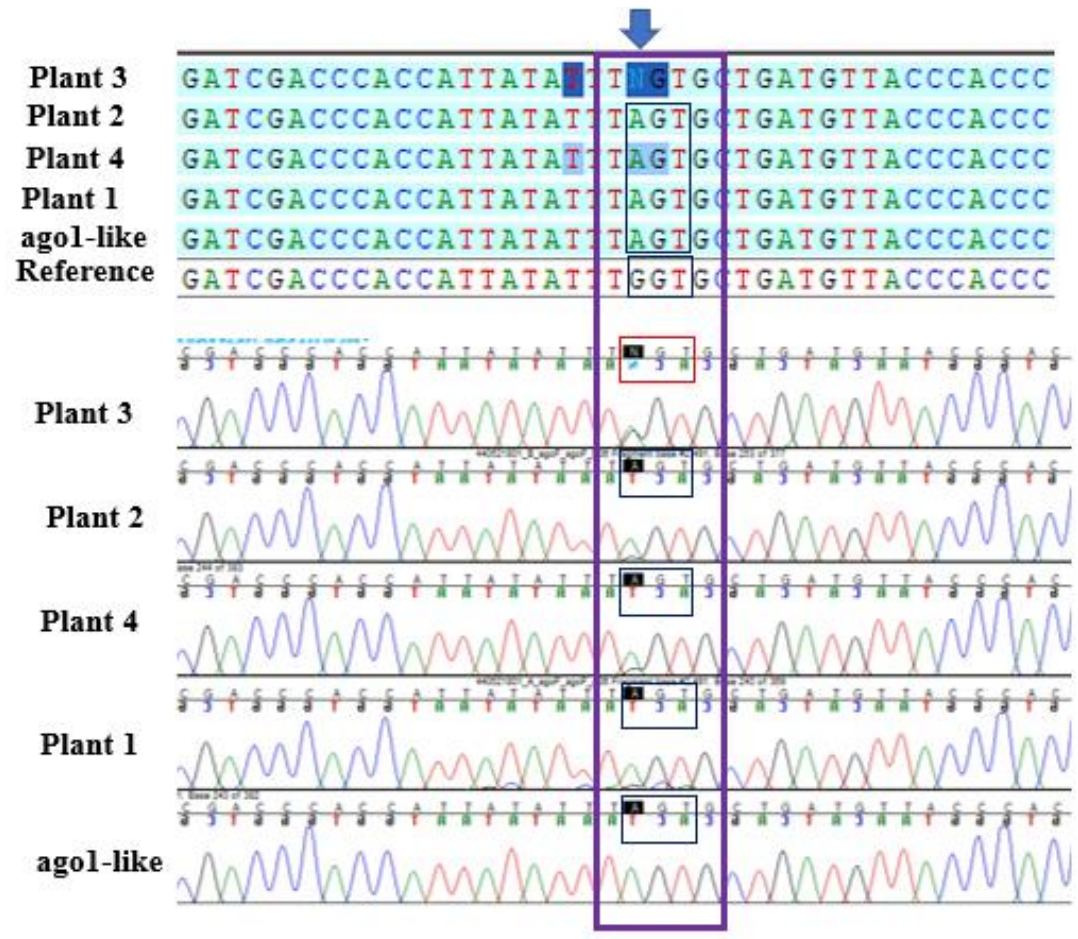 Plant 3 GATCGACCCACCATTATATTTNGTGCTGATGTTACCCACCC
Plant 2 GATCGACCCACCATTATATTTAGTGCTGATGTTACCCACCC
Plant 4 GATCGACCCACCATTATATTTAGTGCTGATGTTACCCACCC
Plant 1 GATCGACCCACCATTATATTTAGTGCTGATGTTACCCACCC
ago1-like GATCGACCCACCATTATATTTAGTGCTGATGTTACCCACCC
Reference GATCGACCCACCATTATATTTGGTGCTGATGTTACCCACCC
C G A C C C A C C A T T A T A T T T N G T G C T G A T G T T A C C C A C
Plant 3
C G A C C C A C C A T T A T A T T T A G T G C T G A T G T T A C C C A C
Plant 2
C G A C C C A C C A T T A T A T T T A G T G C T G A T G T T A C C C A C
Plant 4
C G A C C C A C C A T T A T A T T T A G T G C T G A T G T T A C C C A C
Plant 1
C G A C C C A C C A T T A T A T T T A G T G C T G A T G T T A C C C A C
ago1-like